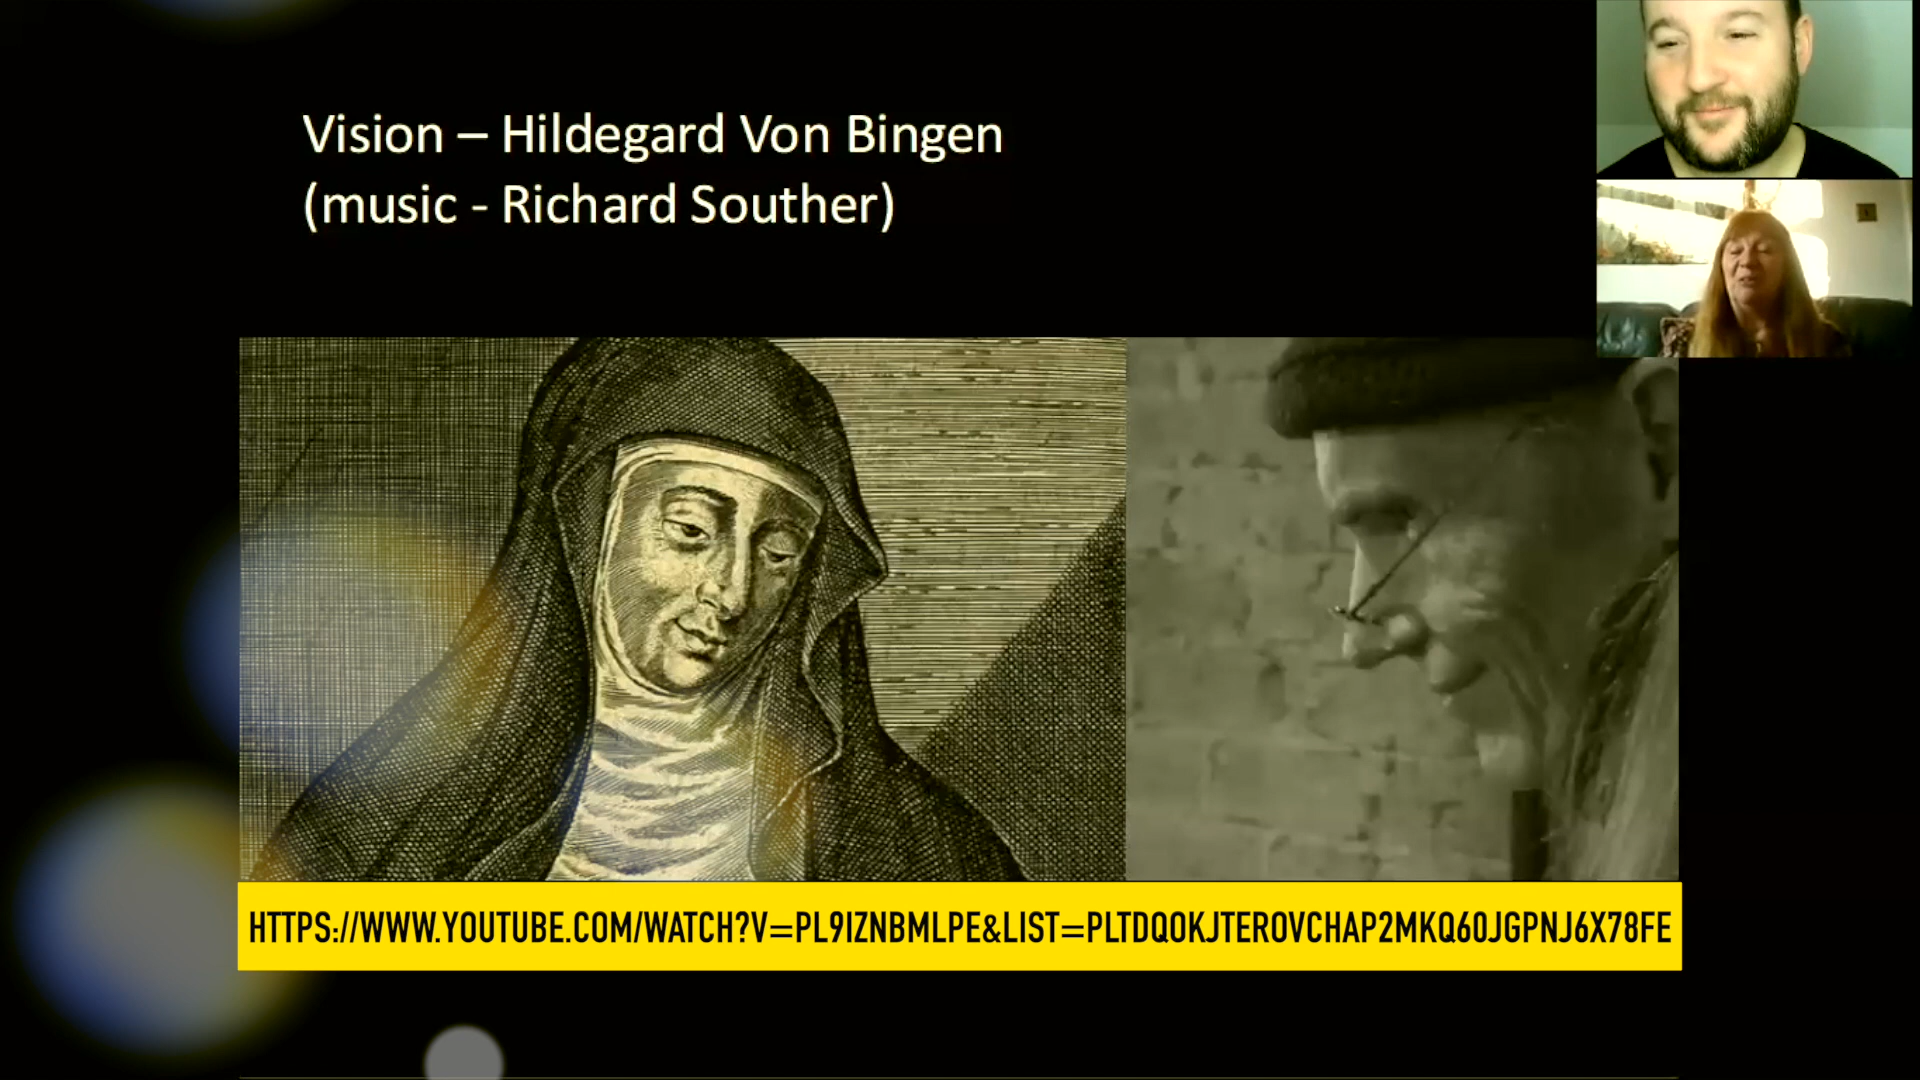 Vision – Hildegard Von Bingen
(music - Richard Souther)
HTTPS://WWW.YOUTUBE.COM/WATCH?V=PL9IZNBMLPE&LIST=PLTDQOKJTEROVCHAP2MKQ60JGPNJ6X78FE